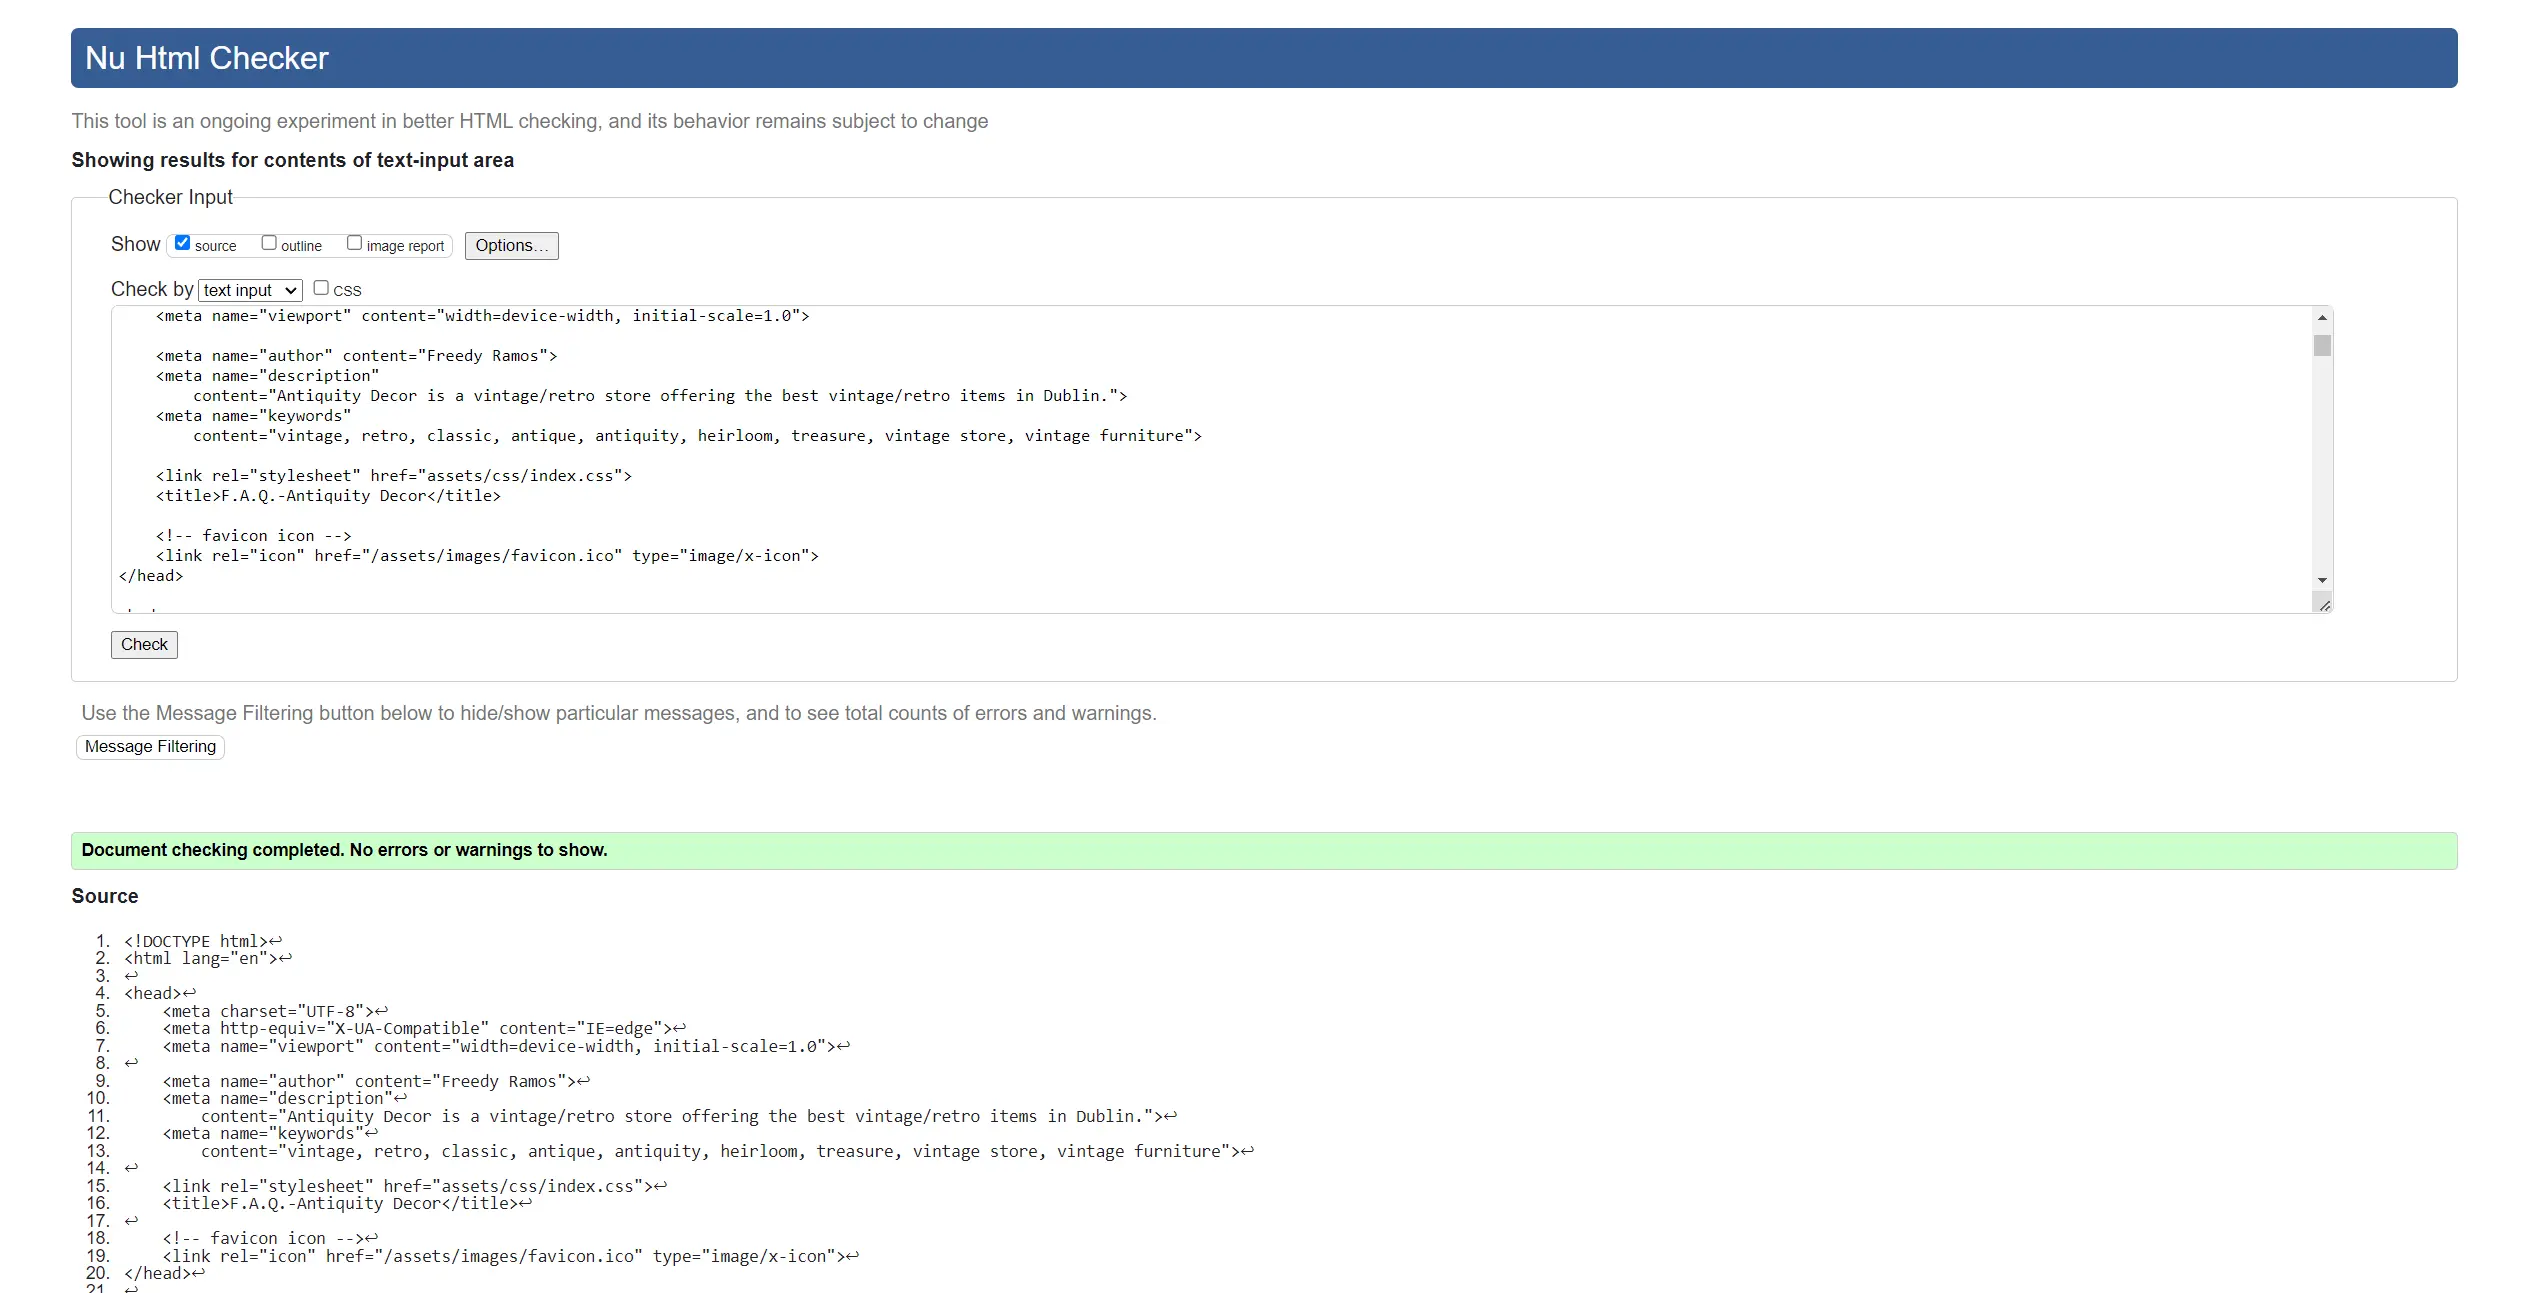 Nu Html Checker
This tool is an ongoing experiment in better HTML checking, and its behavior remains subject to change
Showing results for contents of text-input area
Checker Input
Show source outline image report Options…
Check by text input CSS
<meta name="viewport" content="width=device-width, initial-scale=1.0">
<meta name="author" content="Freedy Ramos">
<meta name="description"
content="Antiquity Decor is a vintage/retro store offering the best vintage/retro items in Dublin.">
<meta name="keywords"
content="vintage, retro, classic, antique, antiquity, heirloom, treasure, vintage store, vintage furniture">
<link rel="stylesheet" href="assets/css/index.css">
<title>F.A.Q.-Antiquity Decor</title>
<!-- favicon icon -->
<link rel="icon" href="/assets/images/favicon.ico" type="image/x-icon">
</head>
Check
Use the Message Filtering button below to hide/show particular messages, and to see total counts of errors and warnings.
Message Filtering
Document checking completed. No errors or warnings to show.
Source
1. <!DOCTYPE html>↩
2. <html lang="en">↩
3. ↩
4. <head>↩
5. <meta charset="UTF-8">↩
6. <meta http-equiv="X-UA-Compatible" content="IE=edge">↩
7. <meta name="viewport" content="width=device-width, initial-scale=1.0">↩
8. ↩
9. <meta name="author" content="Freedy Ramos">↩
10. <meta name="description"↩
11. content="Antiquity Decor is a vintage/retro store offering the best vintage/retro items in Dublin.">↩
12. <meta name="keywords"↩
13. content="vintage, retro, classic, antique, antiquity, heirloom, treasure, vintage store, vintage furniture">↩
14. ↩
15. <link rel="stylesheet" href="assets/css/index.css">↩
16. <title>F.A.Q.-Antiquity Decor</title>↩
17. ↩
18. <!-- favicon icon -->↩
19. <link rel="icon" href="/assets/images/favicon.ico" type="image/x-icon">↩
20. </head>↩
21. ↩